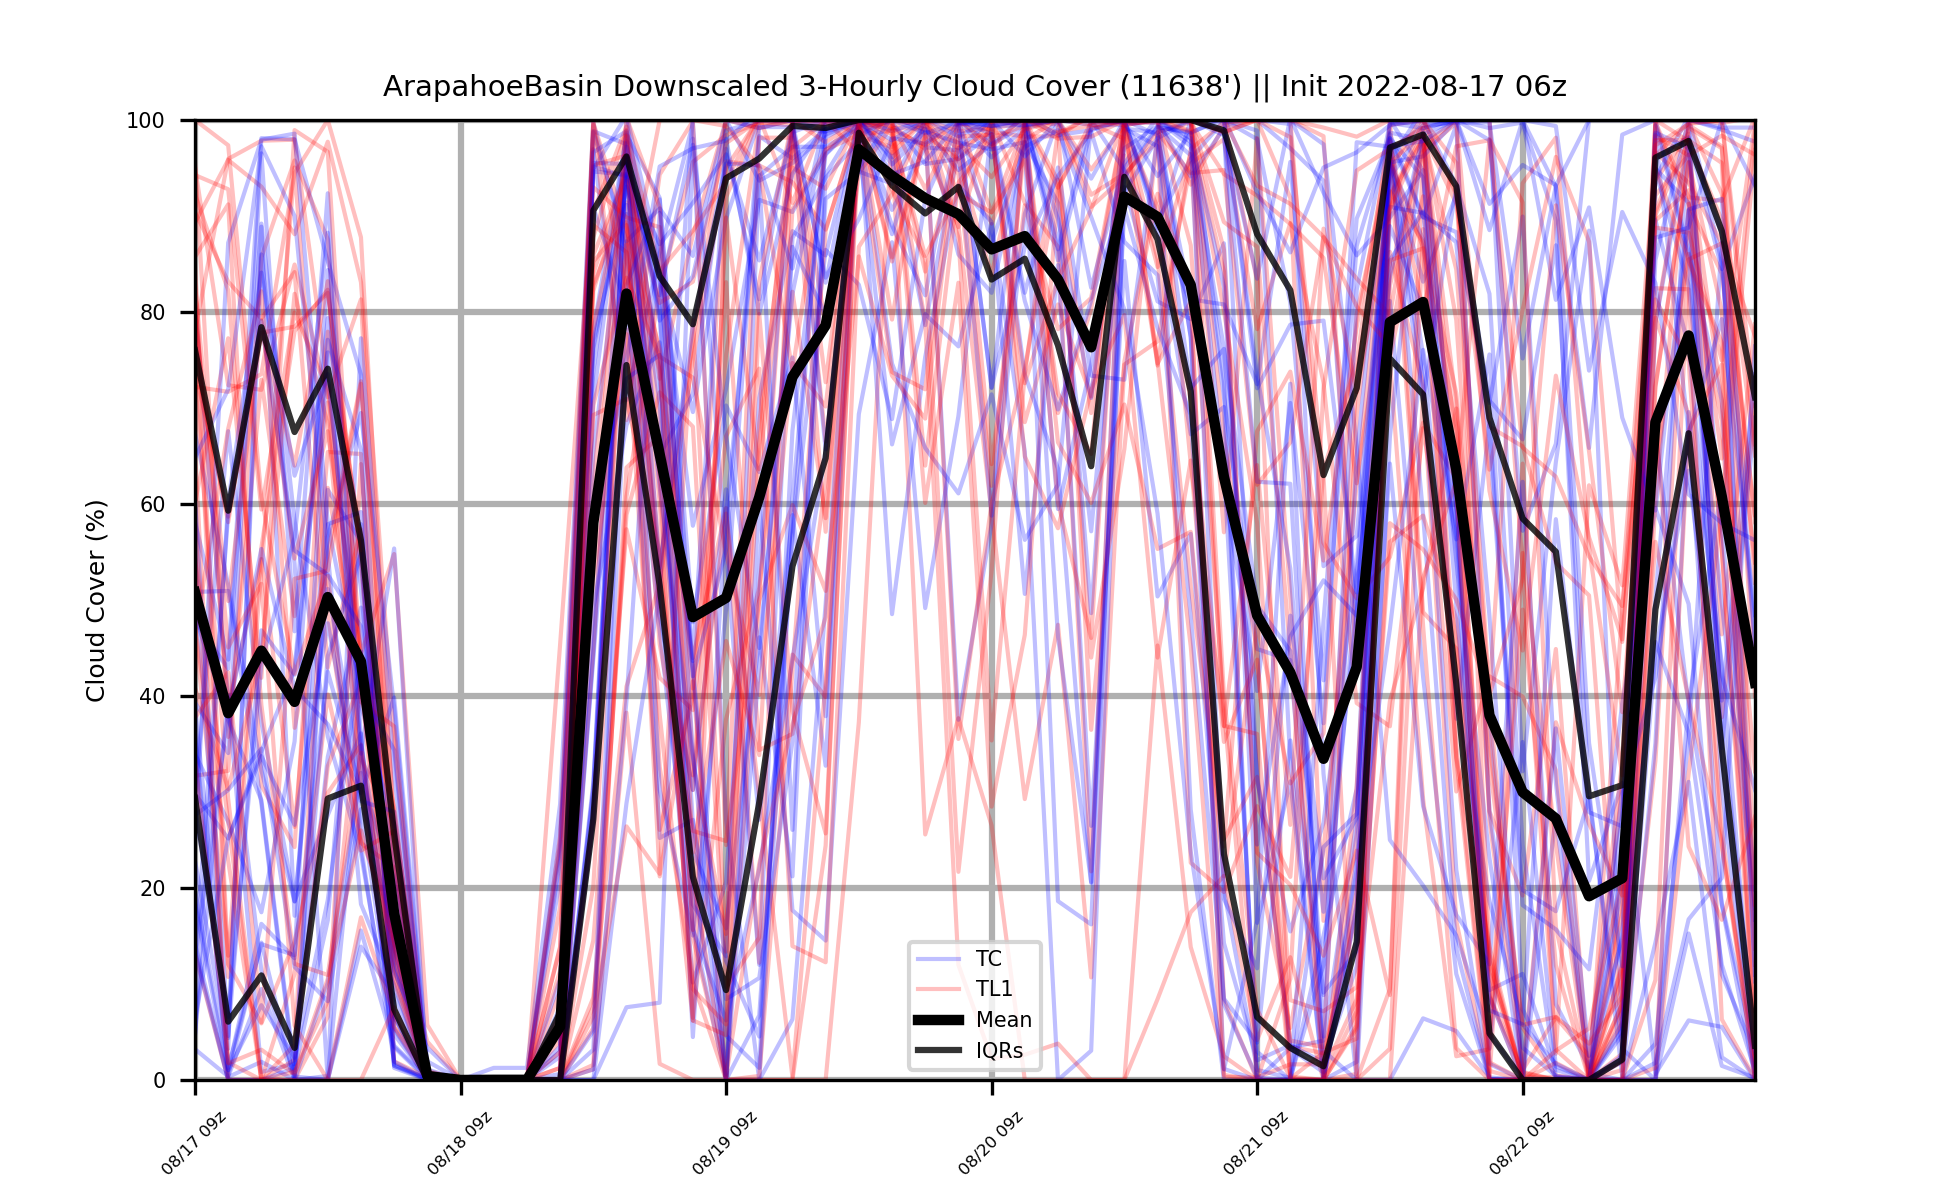 ArapahoeBasin Downscaled 3-Hourly Cloud Cover (11638') || Init 2022-08-17 06z
Cloud Cover (%)
100
80
60
40
20
0
TC
TL1
Mean
IQRs
08/17 09z
08/18 09z
08/19 09z
08/20 09z
08/21 09z
08/22 09z